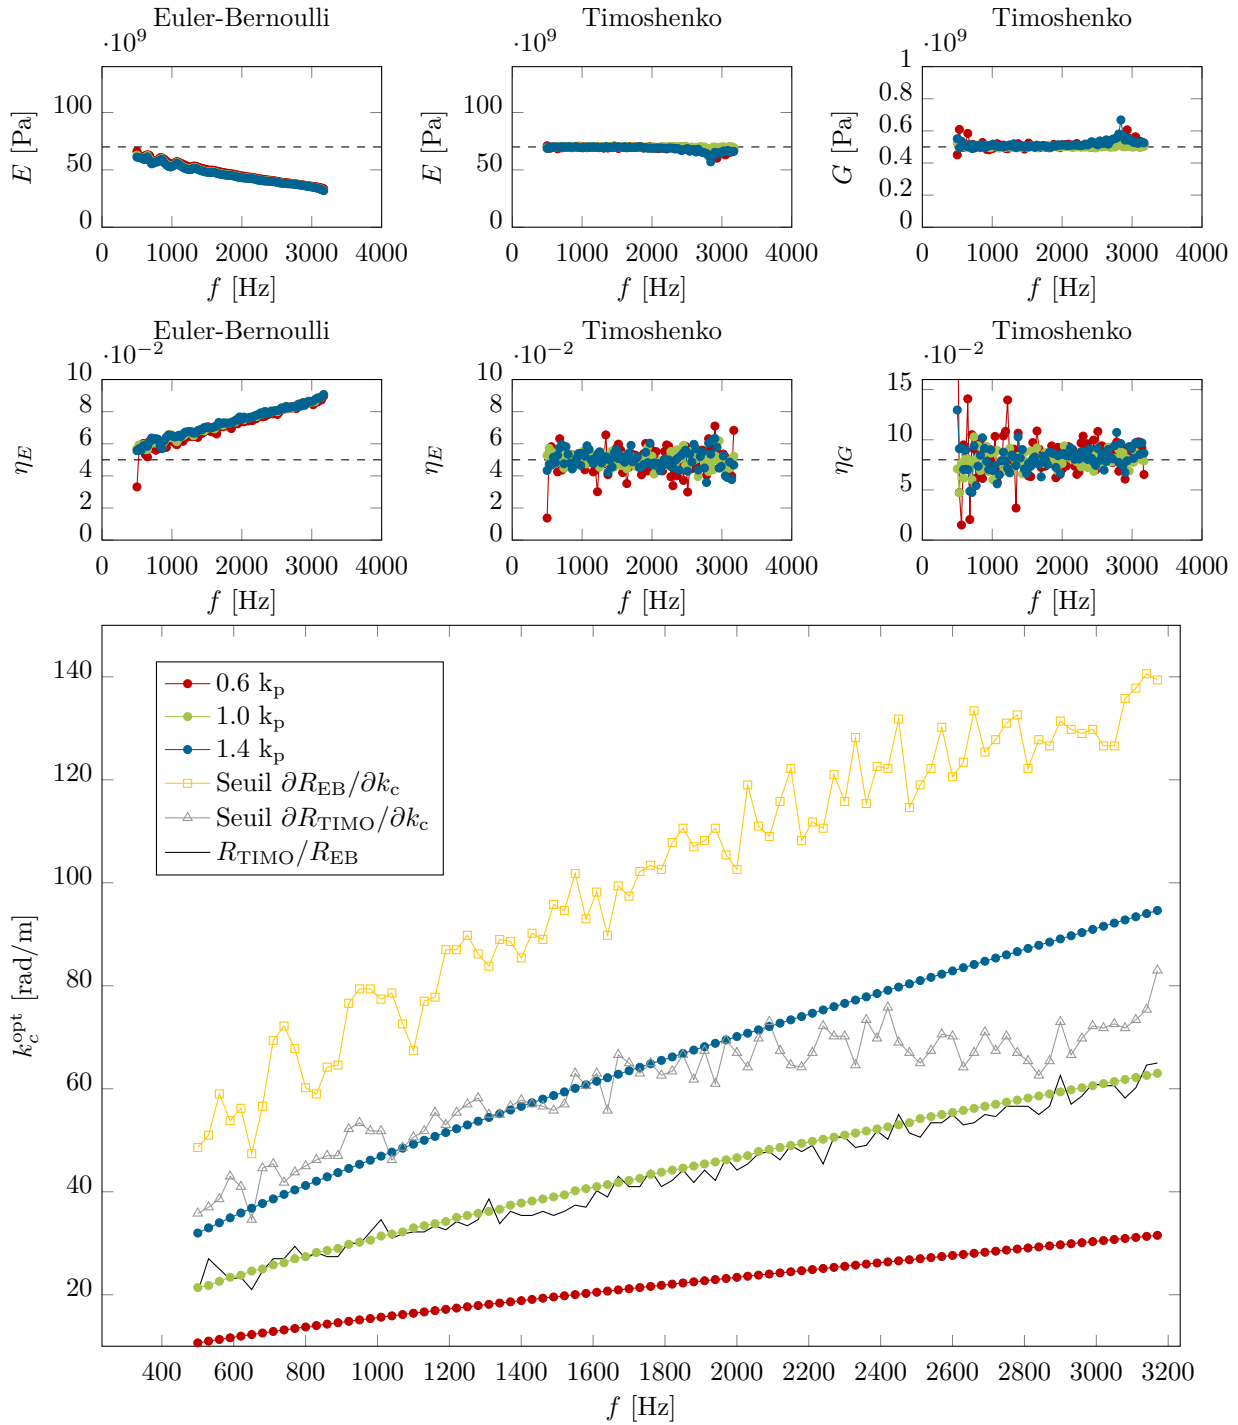 Euler-Bernoulli
Timoshenko
Timoshenko
·10⁹
·10⁹
·10⁹
E [Pa]
100
50
0
0 1000 2000 3000 4000
f [Hz]
E [Pa]
100
50
0
0 1000 2000 3000 4000
f [Hz]
G [Pa]
1
0.8
0.6
0.4
0.2
0
0 1000 2000 3000 4000
f [Hz]
Euler-Bernoulli
Timoshenko
Timoshenko
·10⁻²
·10⁻²
·10⁻²
η_E
10
8
6
4
2
0
0 1000 2000 3000 4000
f [Hz]
η_E
10
8
6
4
2
0
0 1000 2000 3000 4000
f [Hz]
η_G
15
10
5
0
0 1000 2000 3000 4000
f [Hz]
k_c^opt [rad/m]
140
120
100
80
60
40
20
0.6 k_p
1.0 k_p
1.4 k_p
Seuil ∂R_EB/∂k_c
Seuil ∂R_TIMO/∂k_c
R_TIMO/R_EB
400 600 800 1000 1200 1400 1600 1800 2000 2200 2400 2600 2800 3000 3200
f [Hz]